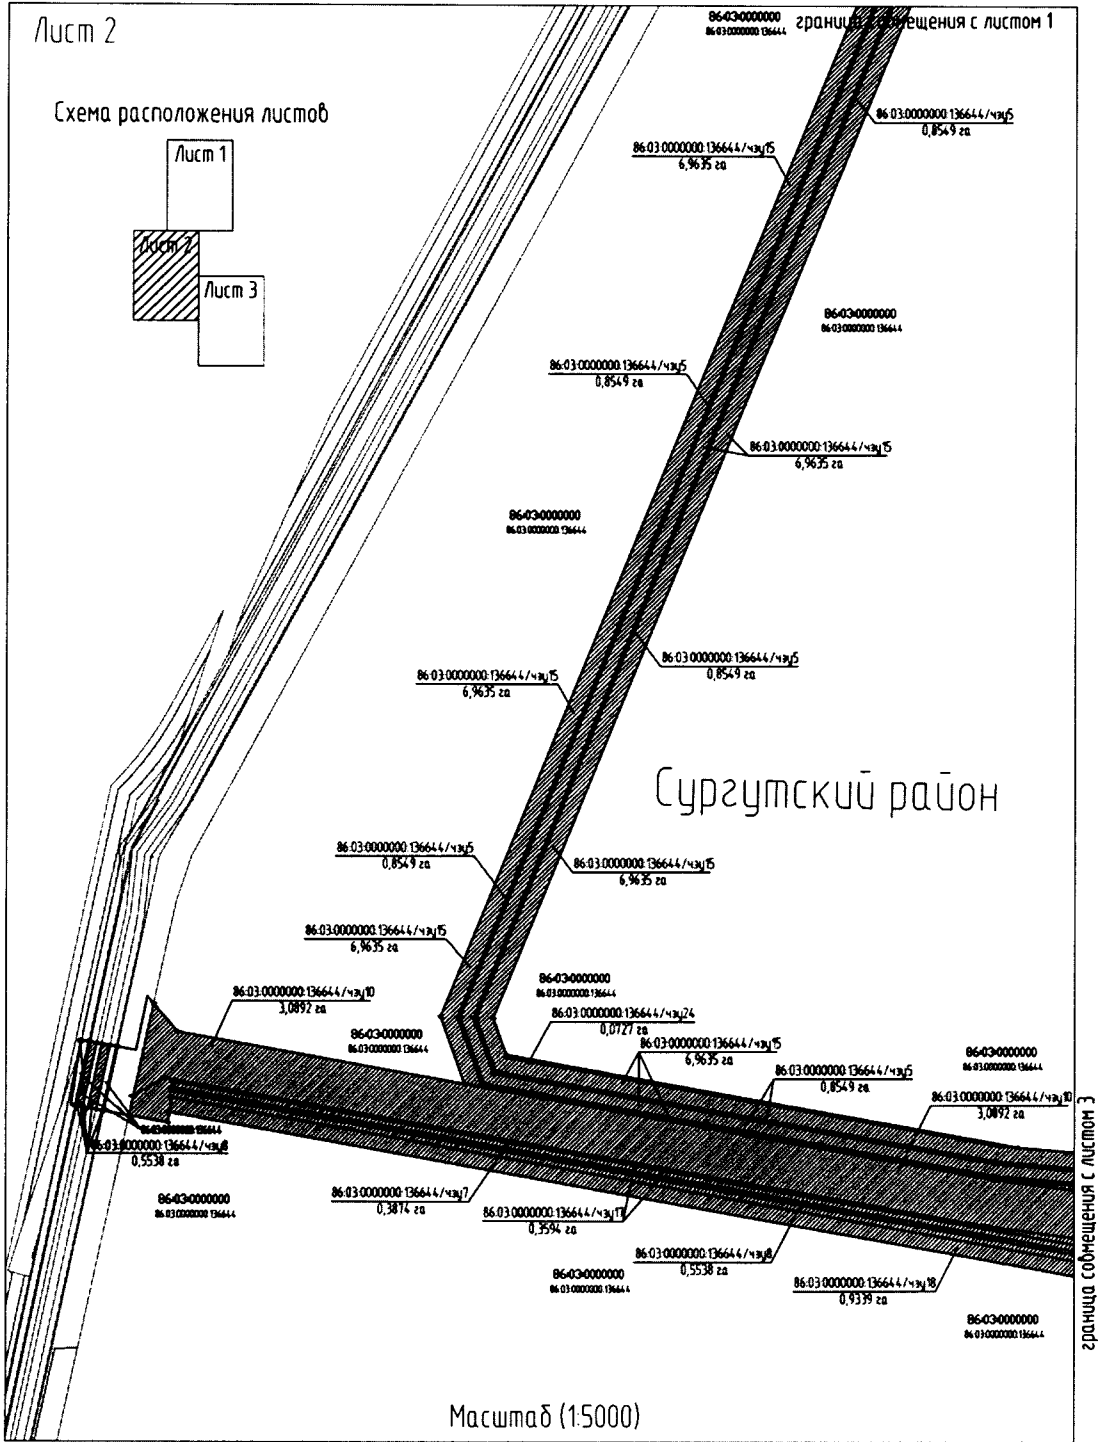 Лист 2
86:03:0000000
86:03:0000000:136644
граница совмещения с листом 1
Схема расположения листов
Лист 1
Лист 2
Лист 3
86:03:0000000:136644/чзу5
0,8549 га
86:03:0000000:136644/чзу15
6,9635 га
86:03:0000000
86:03:0000000:136644
86:03:0000000:136644/чзу5
0,8549 га
86:03:0000000:136644/чзу15
6,9635 га
86:03:0000000
86:03:0000000:136644
86:03:0000000:136644/чзу5
0,8549 га
86:03:0000000:136644/чзу15
6,9635 га
Сургутский район
86:03:0000000:136644/чзу5
0,8549 га
86:03:0000000:136644/чзу15
6,9635 га
86:03:0000000:136644/чзу15
6,9635 га
86:03:0000000
86:03:0000000:136644
86:03:0000000:136644/чзу10
3,0892 га
86:03:0000000:136644/чзу24
0,0727 га
86:03:0000000
86:03:0000000:136644
86:03:0000000:136644/чзу15
6,9635 га
86:03:0000000
86:03:0000000:136644
86:03:0000000:136644/чзу5
0,8549 га
86:03:0000000:136644/чзу10
3,0892 га
86:03:0000000:136644
86:03:0000000:136644/чзу8
0,5538 га
86:03:0000000
86:03:0000000:136644
86:03:0000000:136644/чзу7
0,3874 га
86:03:0000000:136644/чзу17
0,3594 га
86:03:0000000:136644/чзу8
0,5538 га
86:03:0000000
86:03:0000000:136644
86:03:0000000:136644/чзу18
0,9339 га
86:03:0000000
86:03:0000000:136644
граница совмещения с листом 3
Масштаб (1:5000)